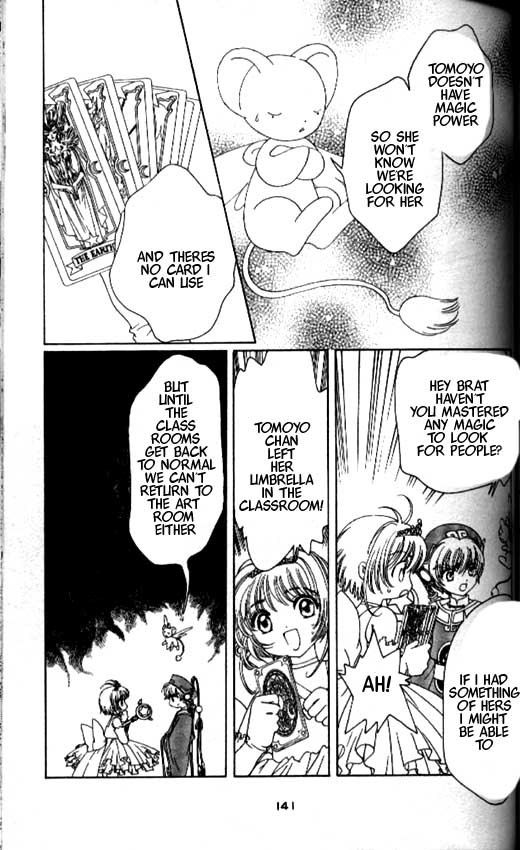 TOMOYO
DOESN'T
HAVE
MAGIC
POWER
SO SHE
WON'T
KNOW
WERE
LOOKING
FOR HER
AND THERES
NO CARD I
CAN USE
HEY BRAT
HAVEN'T
YOU MASTERED
ANY MAGIC
TO LOOK
FOR PEOPLE?
IF I HAD
SOMETHING
OF HERS
I MIGHT
BE ABLE
TO
AH!
TOMOYO
CHAN
LEFT
HER
UMBRELLA
IN THE
CLASSROOM!
BUT
UNTIL
THE
CLASS
ROOMS
GET BACK
TO NORMAL
WE CAN'T
RETURN TO
THE ART
ROOM
EITHER
141